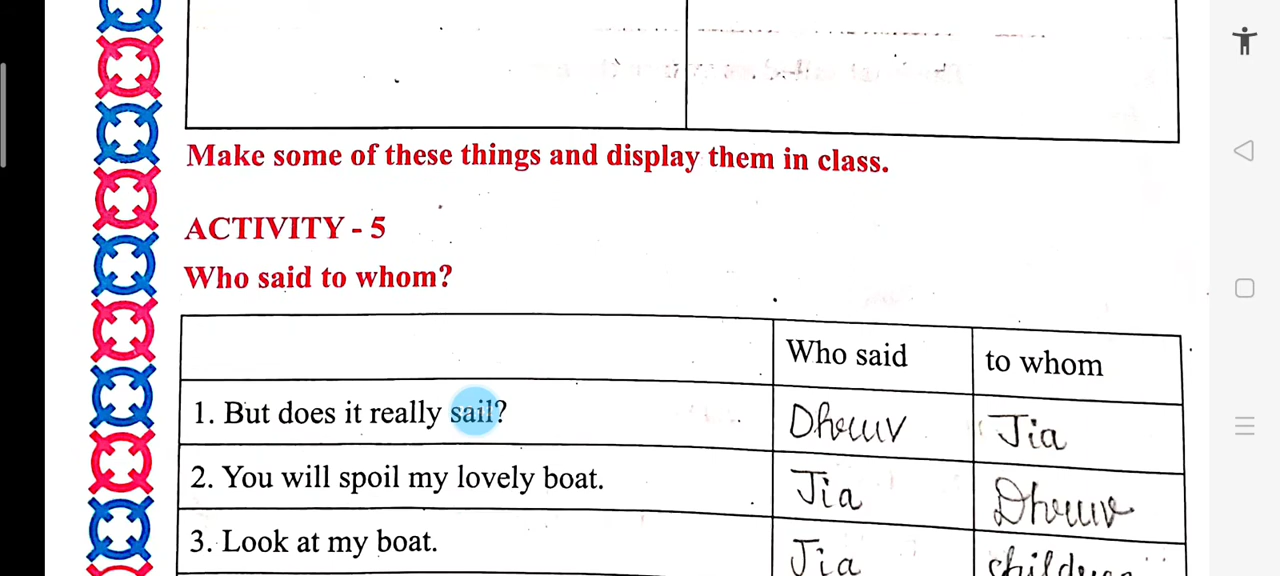 Make some of these things and display them in class.
ACTIVITY - 5
Who said to whom?
Who said to whom
1. But does it really sail? Dhruv Jia
2. You will spoil my lovely boat. Jia Dhruv
3. Look at my boat. Jia children